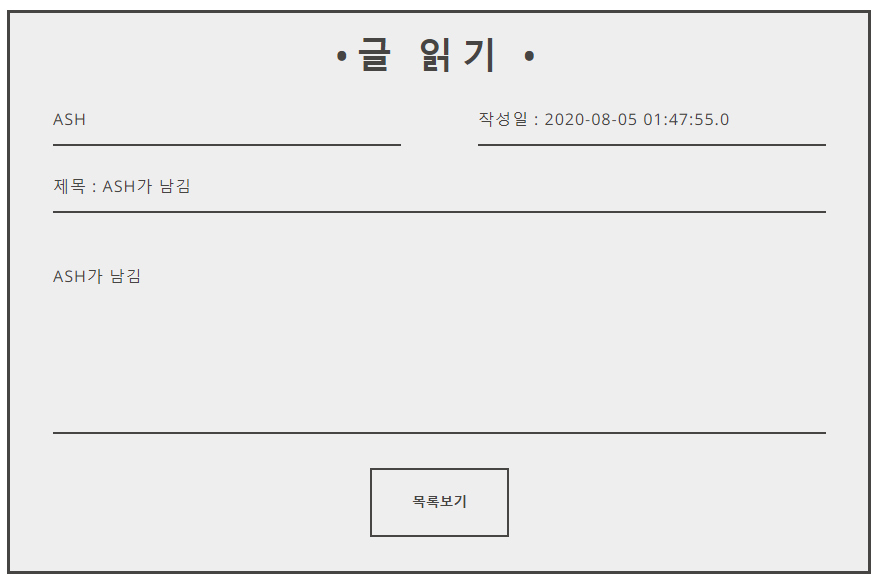 • 글 읽기 •
ASH
작성일 : 2020-08-05 01:47:55.0
제목 : ASH가 남김
ASH가 남김
목록보기